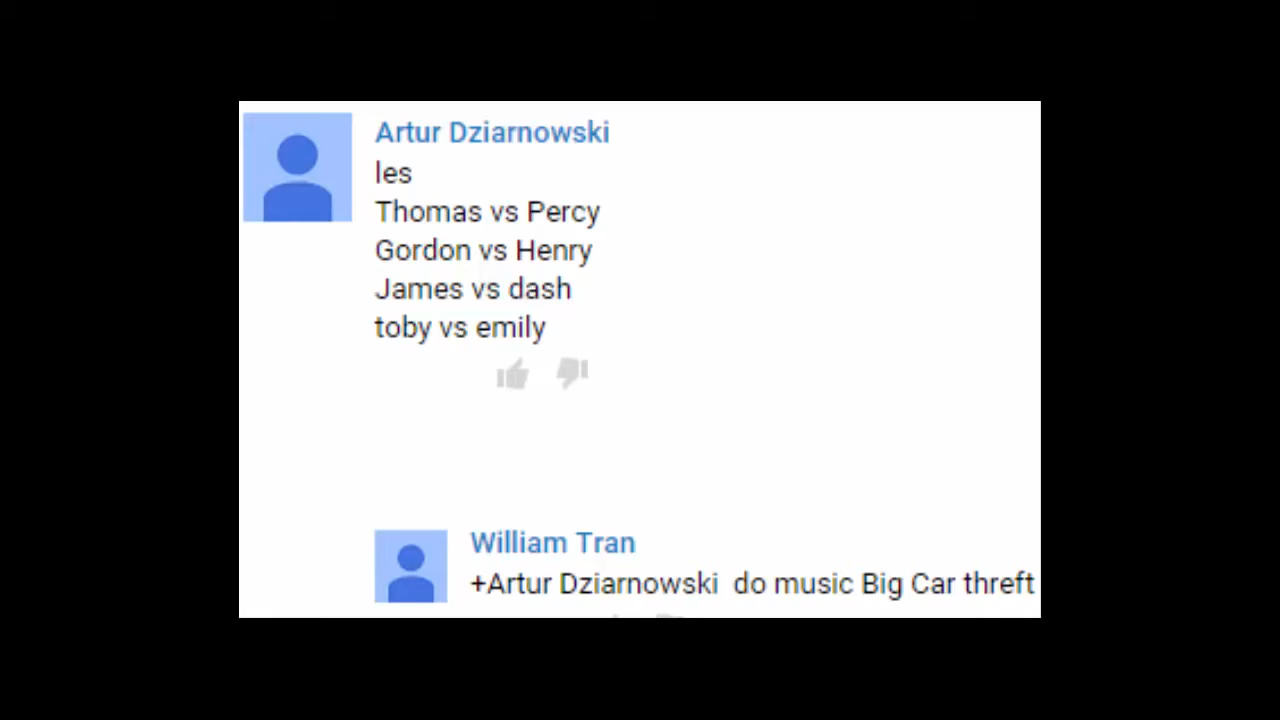 Artur Dziarnowski
les
Thomas vs Percy
Gordon vs Henry
James vs dash
toby vs emily
William Tran
+Artur Dziarnowski  do music Big Car threft